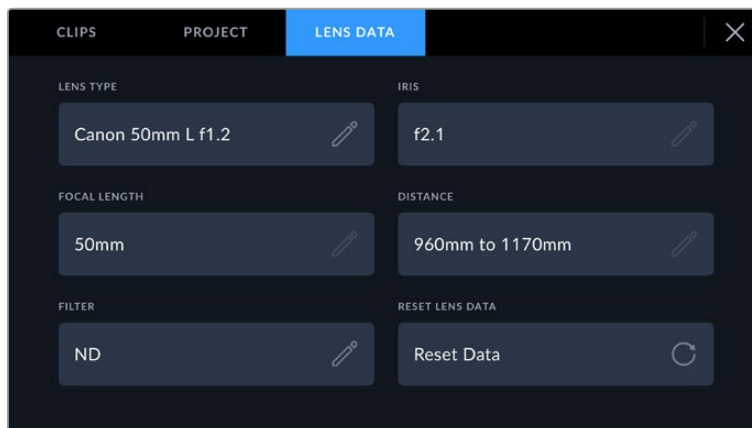 CLIPS PROJECT LENS DATA
LENS TYPE IRIS
Canon 50mm L f1.2 f2.1
FOCAL LENGTH DISTANCE
50mm 960mm to 1170mm
FILTER RESET LENS DATA
ND Reset Data